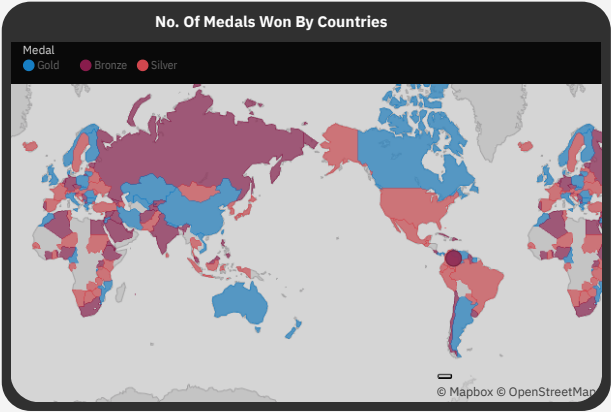 No. Of Medals Won By Countries
Medal
Gold Bronze Silver
© Mapbox © OpenStreetMap